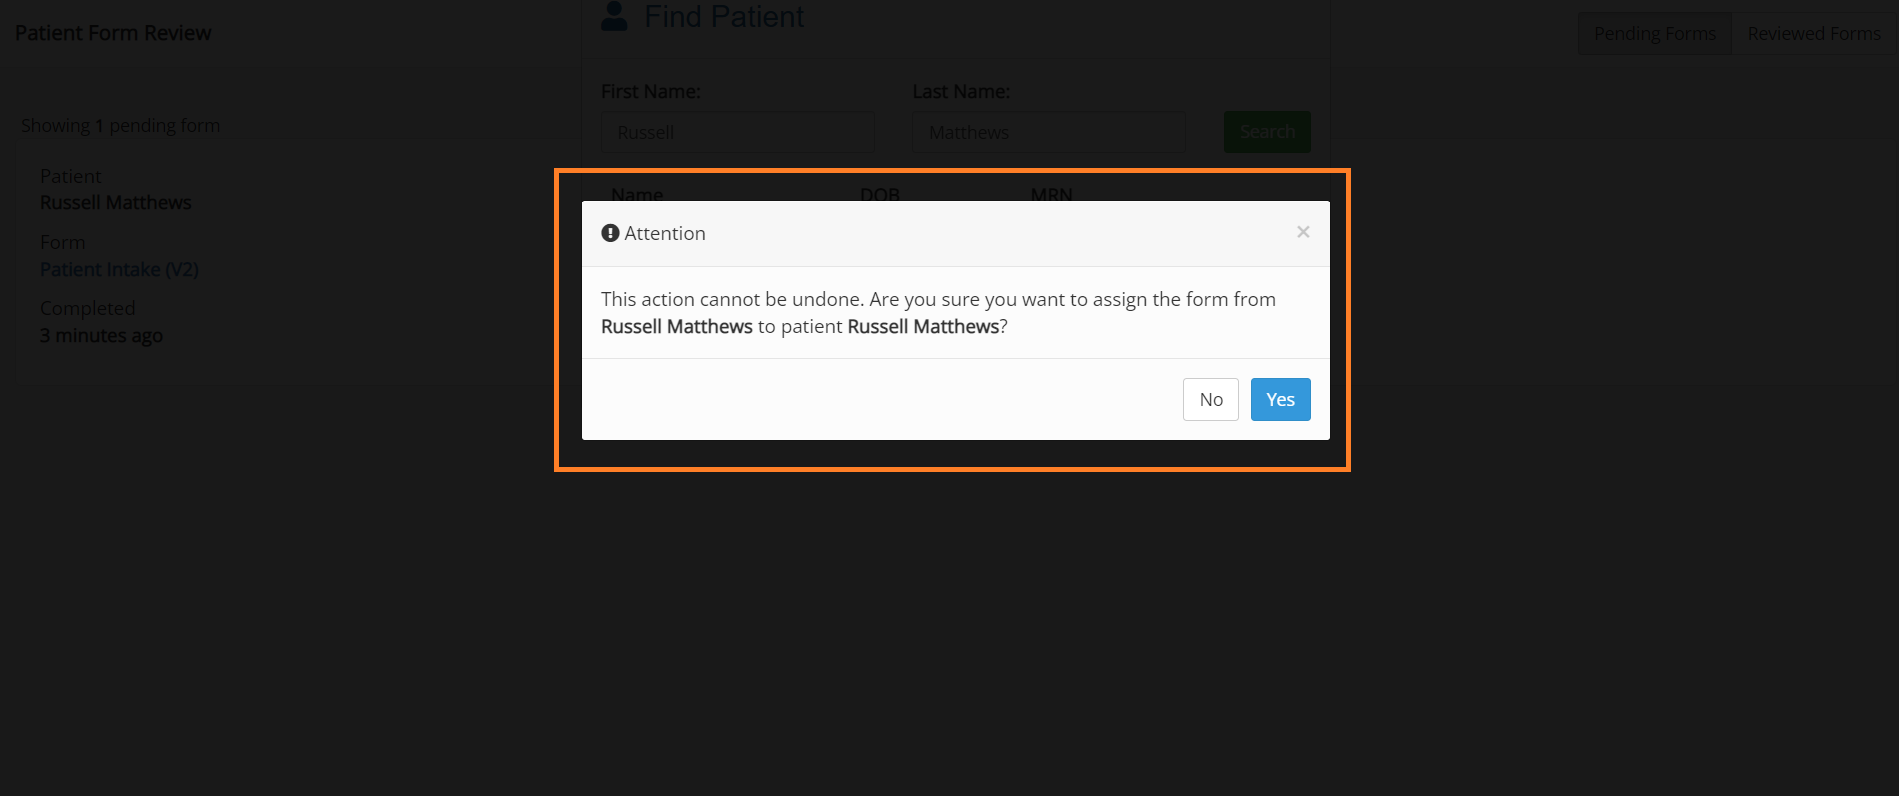 Patient Form Review
Find Patient
Pending Forms
Reviewed Forms
First Name:
Last Name:
Russell
Matthews
Search
Showing 1 pending form
Patient
Russell Matthews
Form
Patient Intake (V2)
Completed
3 minutes ago
Name
DOB
MRN
Attention
×
This action cannot be undone. Are you sure you want to assign the form from
Russell Matthews to patient Russell Matthews?
No
Yes